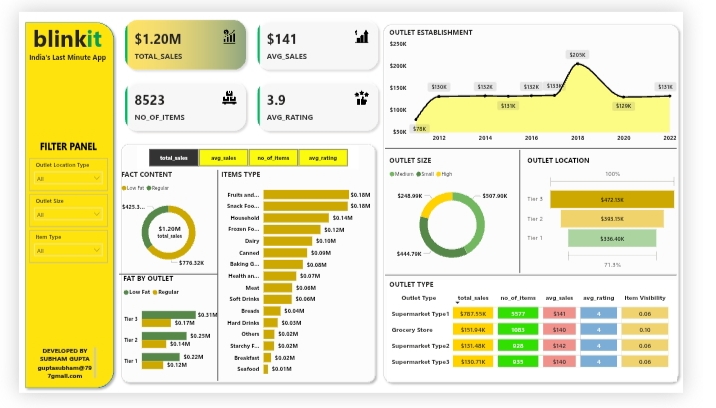 blinkit
India's Last Minute App
FILTER PANEL
Outlet Location Type
All
Outlet Size
All
Item Type
All
DEVELOPED BY
SUBHAM GUPTA
guptasubham@79
7gmail.com
$1.20M
TOTAL_SALES
$141
AVG_SALES
8523
NO_OF_ITEMS
3.9
AVG_RATING
total_sales avg_sales no_of_items avg_rating
FACT CONTENT
Low Fat Regular
$425.3...
$1.20M
total_sales
$776.32K
FAT BY OUTLET
Low Fat Regular
Tier 3 $0.31M
$0.17M
Tier 2 $0.25M
$0.14M
Tier 1 $0.22M
$0.12M
ITEMS TYPE
Fruits and... $0.18M
Snack Foo... $0.18M
Household $0.14M
Frozen Fo... $0.12M
Dairy $0.10M
Canned $0.09M
Baking G... $0.08M
Health an... $0.07M
Meat $0.06M
Soft Drinks $0.06M
Breads $0.04M
Hard Drinks $0.03M
Others $0.02M
Starchy F... $0.02M
Breakfast $0.02M
Seafood $0.01M
OUTLET ESTABLISHMENT
$250K
$200K
$150K
$100K
$50K
$78K $130K $132K $131K $132K $133K $205K $129K $131K
2012 2014 2016 2018 2020 2022
OUTLET SIZE
Medium Small High
$248.99K
$507.90K
$444.79K
OUTLET LOCATION
100%
Tier 3 $472.13K
Tier 2 $393.15K
Tier 1 $336.40K
71.3%
OUTLET TYPE
Outlet Type total_sales no_of_items avg_sales avg_rating Item Visibility
Supermarket Type1 $787.55K 5577 $141 4 0.06
Grocery Store $151.94K 1083 $140 4 0.10
Supermarket Type2 $131.48K 928 $142 4 0.06
Supermarket Type3 $130.71K 935 $140 4 0.06